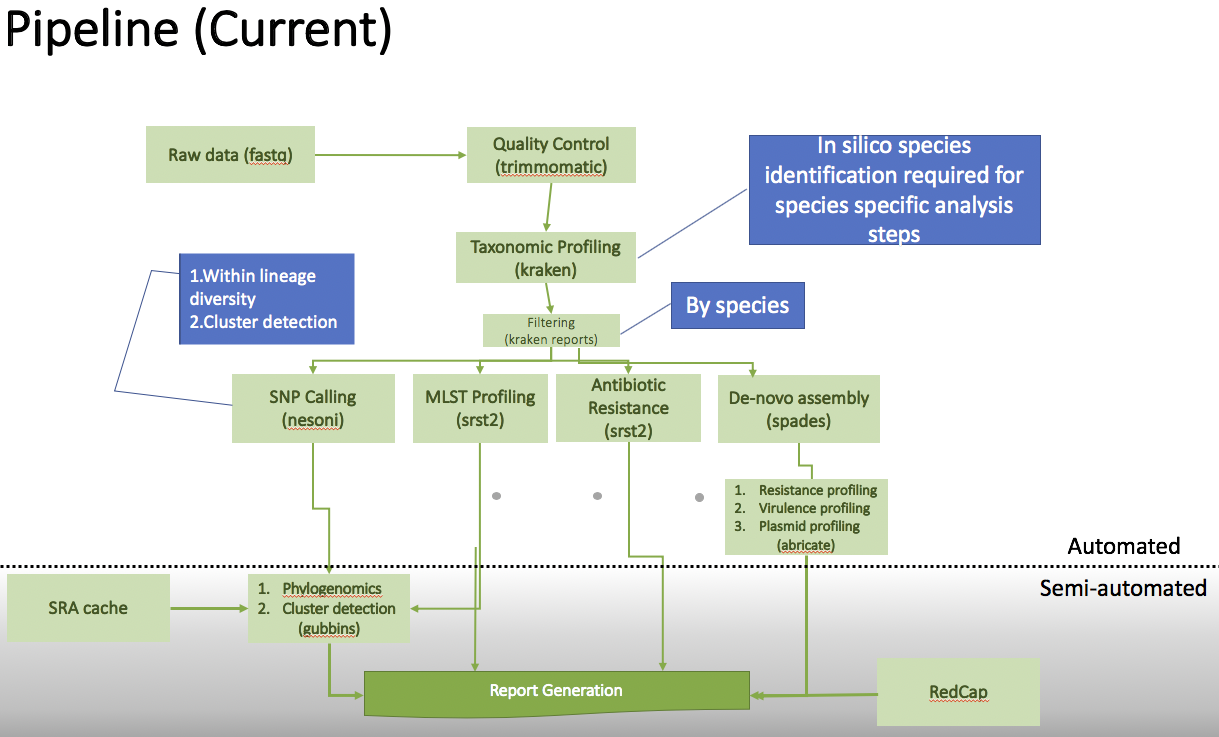 Pipeline (Current)
Raw data (fastq)
Quality Control
(trimmomatic)
In silico species
identification required for
species specific analysis
steps
Taxonomic Profiling
(kraken)
1.Within lineage
diversity
2.Cluster detection
By species
Filtering
(kraken reports)
SNP Calling
(nesoni)
MLST Profiling
(srst2)
Antibiotic
Resistance
(srst2)
De-novo assembly
(spades)
1. Resistance profiling
2. Virulence profiling
3. Plasmid profiling
(abricate)
Automated
Semi-automated
SRA cache
1. Phylogenomics
2. Cluster detection
(gubbins)
Report Generation
RedCap